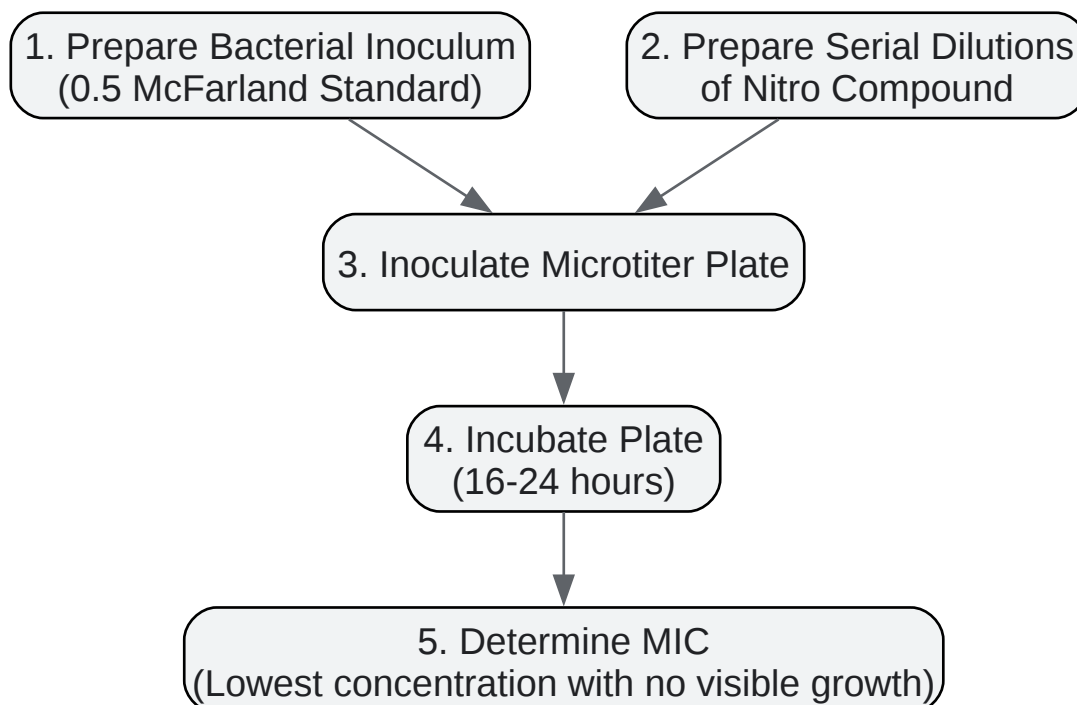 1. Prepare Bacterial Inoculum
(0.5 McFarland Standard)
2. Prepare Serial Dilutions
of Nitro Compound
3. Inoculate Microtiter Plate
4. Incubate Plate
(16-24 hours)
5. Determine MIC
(Lowest concentration with no visible growth)